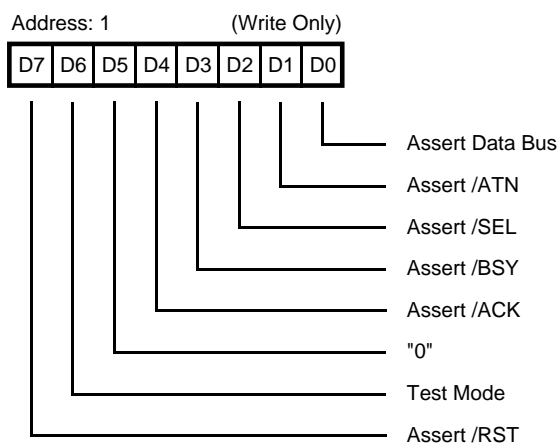 Address: 1 (Write Only)
D7 D6 D5 D4 D3 D2 D1 D0
Assert Data Bus
Assert /ATN
Assert /SEL
Assert /BSY
Assert /ACK
"0"
Test Mode
Assert /RST